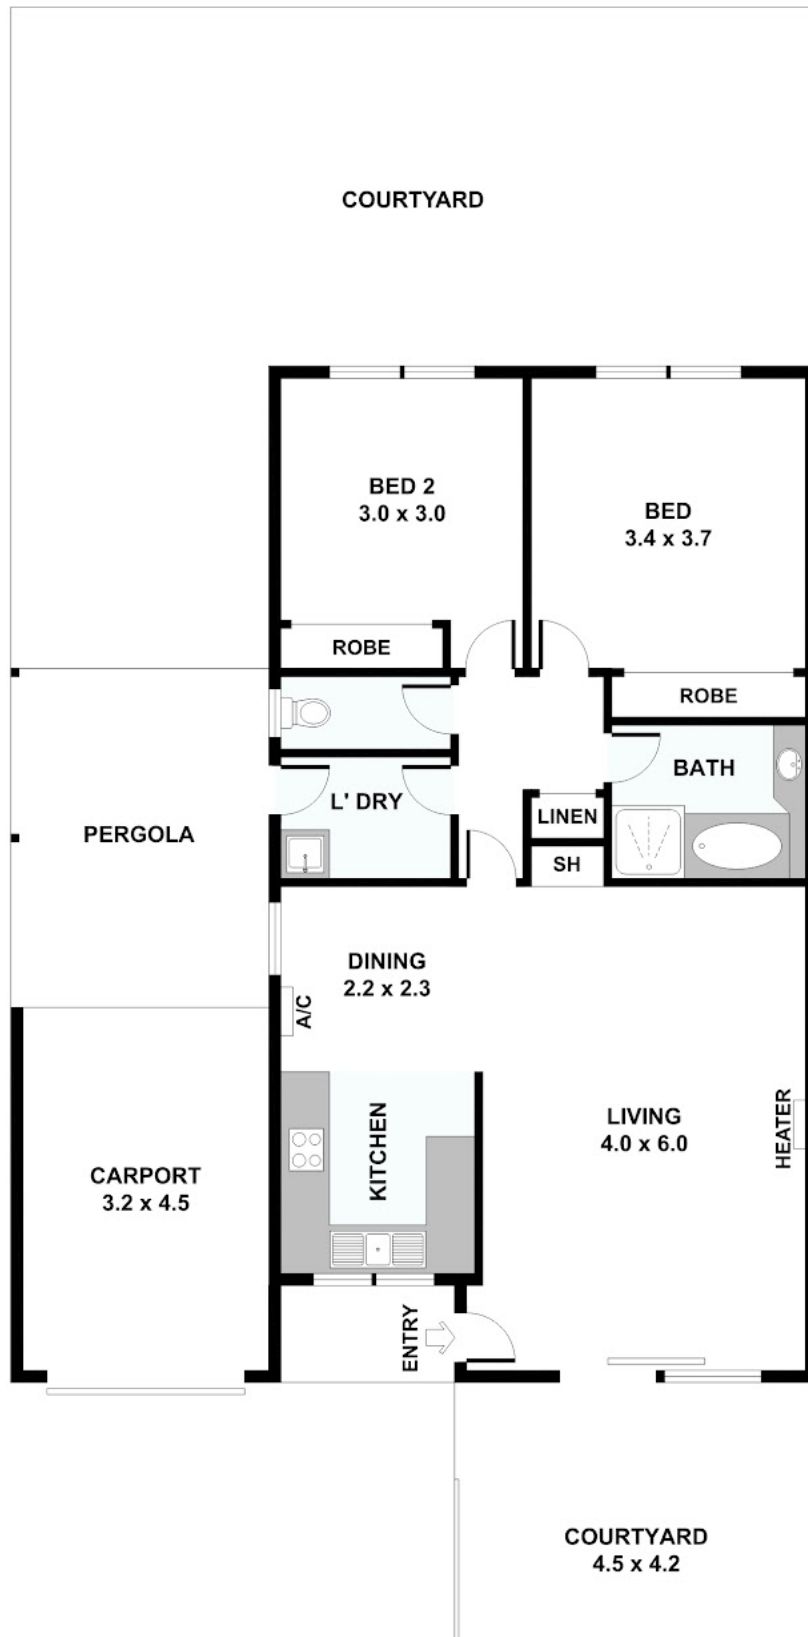 COURTYARD
BED 2
3.0 x 3.0
BED
3.4 x 3.7
ROBE
ROBE
BATH
L' DRY
LINEN
PERGOLA
SH
DINING
2.2 x 2.3
A/C
KITCHEN
LIVING
4.0 x 6.0
HEATER
CARPORT
3.2 x 4.5
ENTRY
COURTYARD
4.5 x 4.2